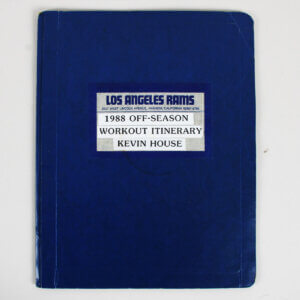 LOS ANGELES RAMS
1988 OFF-SEASON
WORKOUT ITINERARY
KEVIN HOUSE